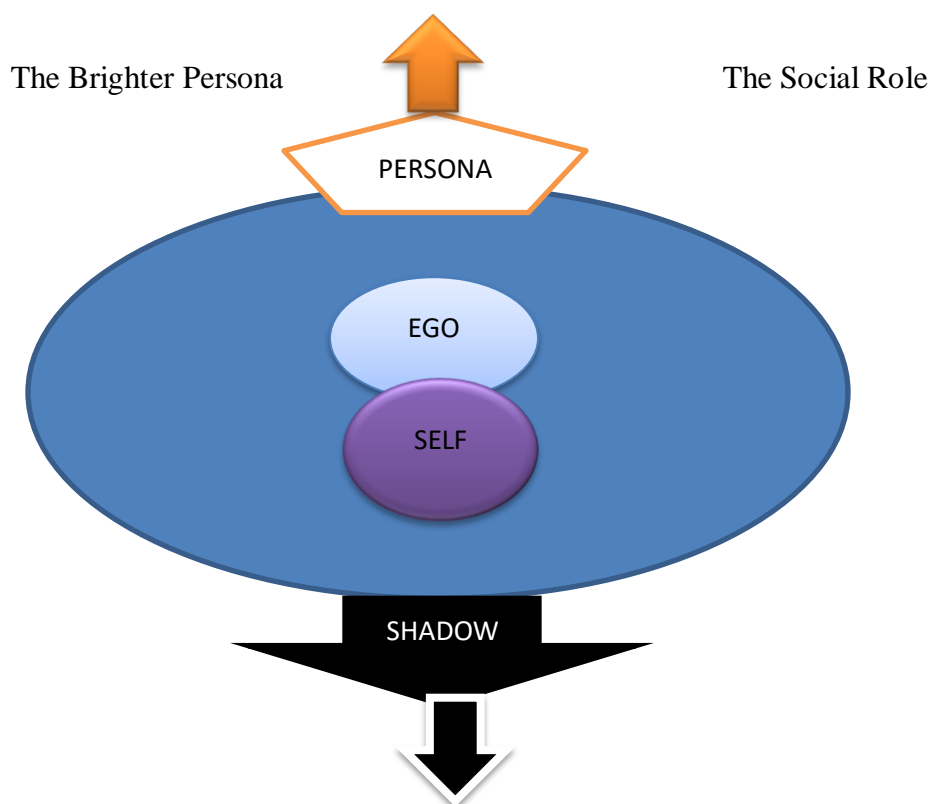 The Brighter Persona
The Social Role
PERSONA
EGO
SELF
SHADOW